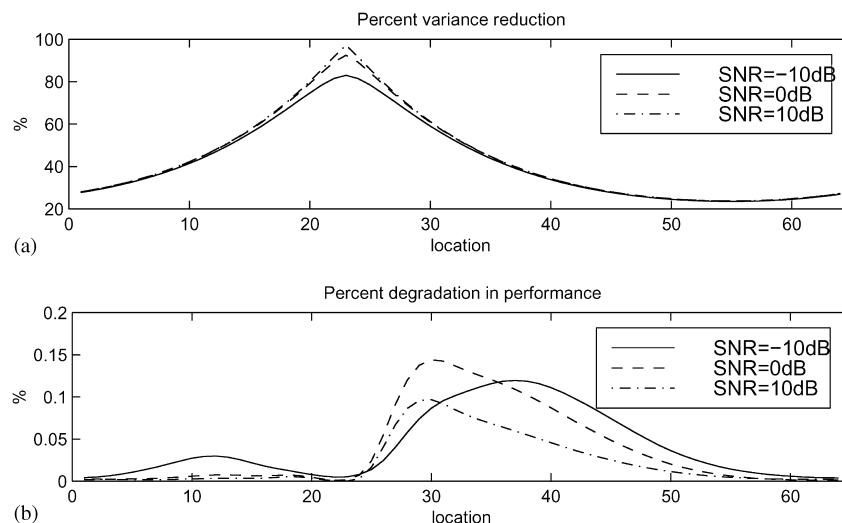 Percent variance reduction
100
80
60
40
20
%
SNR=−10dB
SNR=0dB
SNR=10dB
0 10 20 30 40 50 60
location
(a)
Percent degradation in performance
0.2
0.15
0.1
0.05
0
%
SNR=−10dB
SNR=0dB
SNR=10dB
0 10 20 30 40 50 60
location
(b)